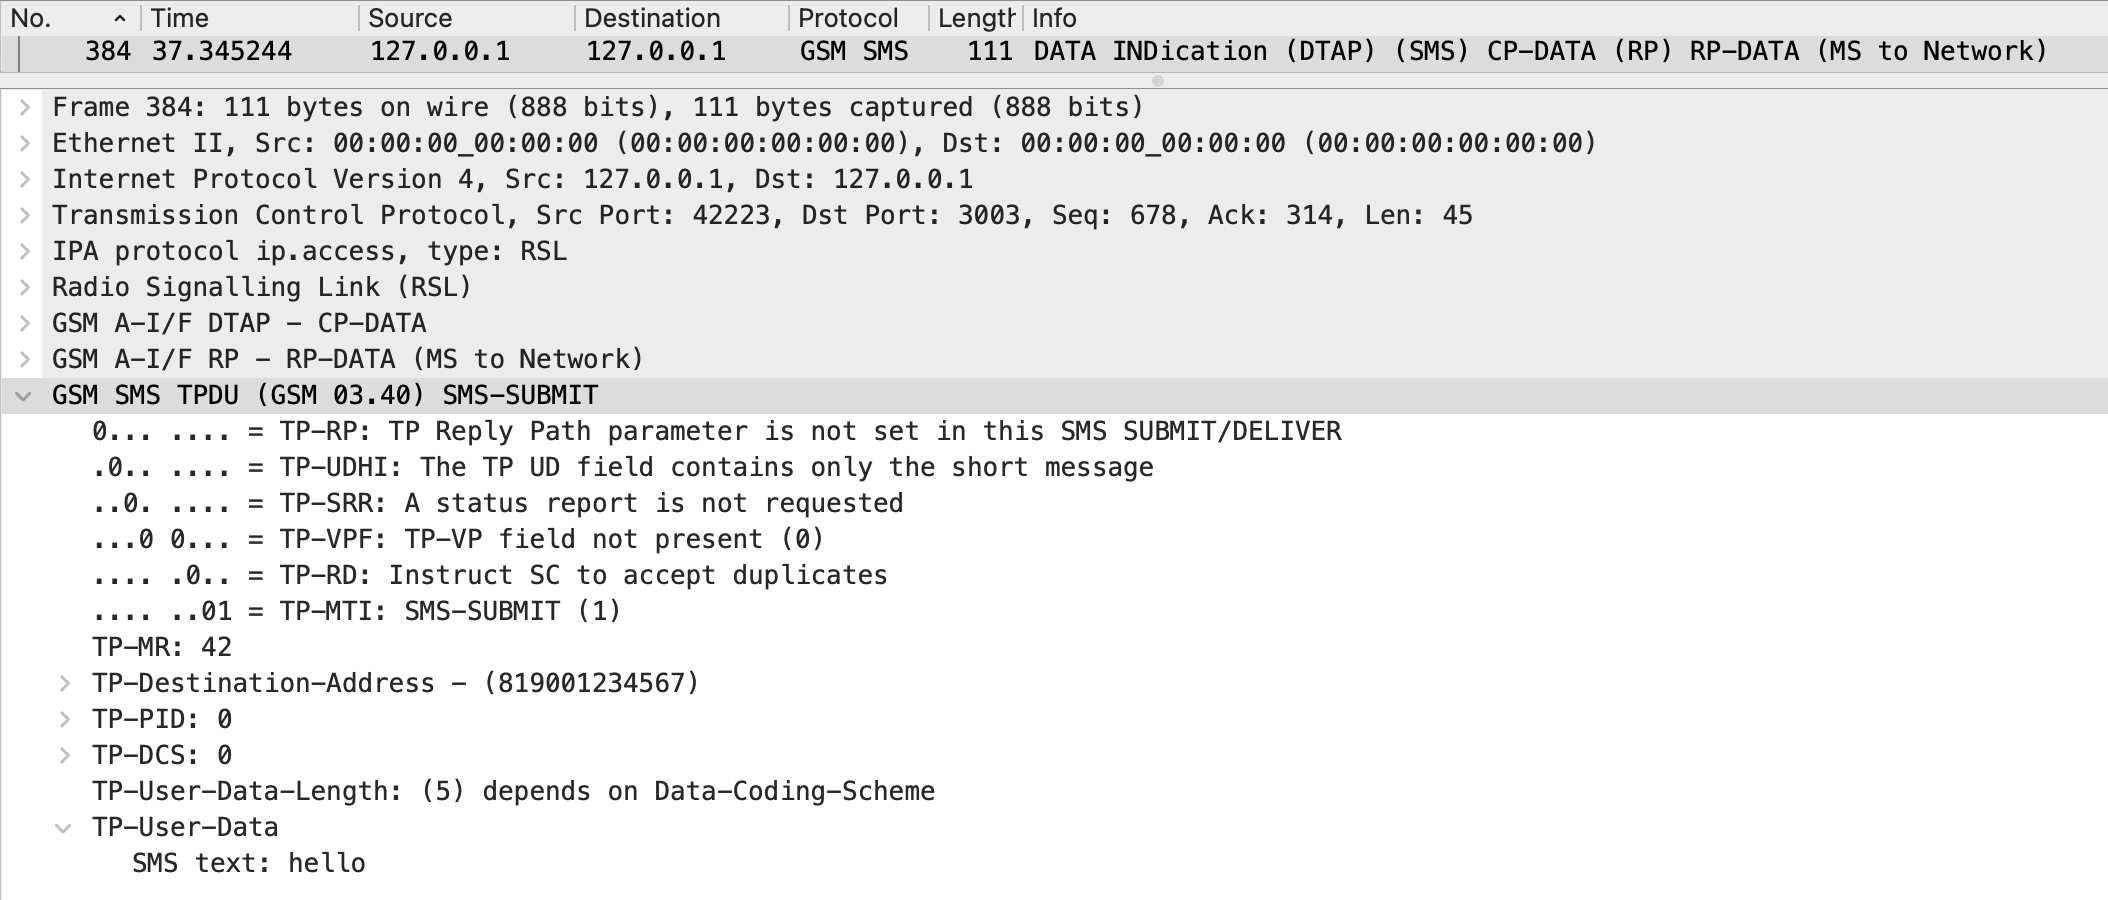 No. Time Source Destination Protocol Length Info
384 37.345244 127.0.0.1 127.0.0.1 GSM SMS 111 DATA INDication (DTAP) (SMS) CP-DATA (RP) RP-DATA (MS to Network)
Frame 384: 111 bytes on wire (888 bits), 111 bytes captured (888 bits)
Ethernet II, Src: 00:00:00_00:00:00 (00:00:00:00:00:00), Dst: 00:00:00_00:00:00 (00:00:00:00:00:00)
Internet Protocol Version 4, Src: 127.0.0.1, Dst: 127.0.0.1
Transmission Control Protocol, Src Port: 42223, Dst Port: 3003, Seq: 678, Ack: 314, Len: 45
IPA protocol ip.access, type: RSL
Radio Signalling Link (RSL)
GSM A-I/F DTAP - CP-DATA
GSM A-I/F RP - RP-DATA (MS to Network)
GSM SMS TPDU (GSM 03.40) SMS-SUBMIT
0... .... = TP-RP: TP Reply Path parameter is not set in this SMS SUBMIT/DELIVER
.0.. .... = TP-UDHI: The TP UD field contains only the short message
..0. .... = TP-SRR: A status report is not requested
...0 0... = TP-VPF: TP-VP field not present (0)
.... .0.. = TP-RD: Instruct SC to accept duplicates
.... ..01 = TP-MTI: SMS-SUBMIT (1)
TP-MR: 42
TP-Destination-Address - (819001234567)
TP-PID: 0
TP-DCS: 0
TP-User-Data-Length: (5) depends on Data-Coding-Scheme
TP-User-Data
SMS text: hello